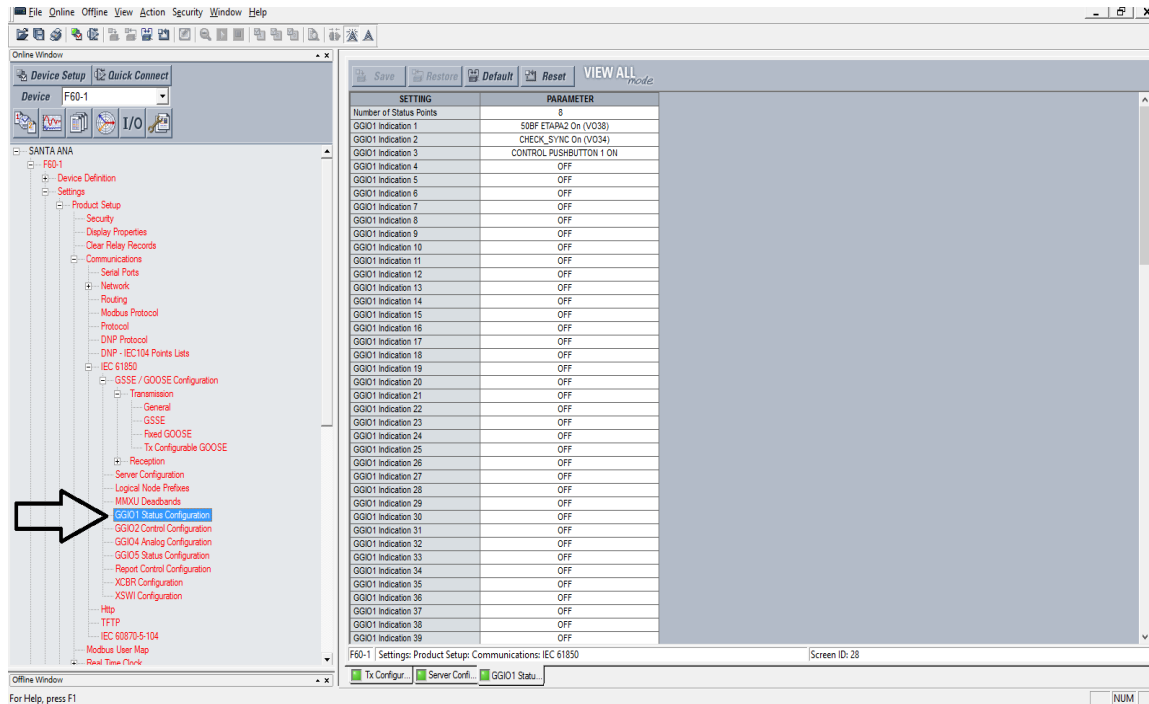 File Online Offline View Action Security Window Help
Online Window
Device Setup Quick Connect
Device F60-1
I/O
SANTA ANA
F60-1
Device Definition
Settings
Product Setup
Security
Display Properties
Clear Relay Records
Communications
Serial Ports
Network
Routing
Modbus Protocol
Protocol
DNP Protocol
DNP - IEC104 Points Lists
IEC 61850
GSSE / GOOSE Configuration
Transmission
General
GSSE
Fixed GOOSE
Tx Configurable GOOSE
Reception
Server Configuration
Logical Node Prefixes
MMXU Deadbands
GGIO1 Status Configuration
GGIO2 Control Configuration
GGIO4 Analog Configuration
GGIO5 Status Configuration
Report Control Configuration
XCBR Configuration
XSWI Configuration
Http
TFTP
IEC 60870-5-104
Modbus User Map
Real Time Clock
Offline Window
Save Restore Default Reset VIEW ALL mode
SETTING PARAMETER
Number of Status Points 8
GGIO1 Indication 1 50BF ETAPA2 On (VO38)
GGIO1 Indication 2 CHECK_SYNC On (VO34)
GGIO1 Indication 3 CONTROL PUSHBUTTON 1 ON
GGIO1 Indication 4 OFF
GGIO1 Indication 5 OFF
GGIO1 Indication 6 OFF
GGIO1 Indication 7 OFF
GGIO1 Indication 8 OFF
GGIO1 Indication 9 OFF
GGIO1 Indication 10 OFF
GGIO1 Indication 11 OFF
GGIO1 Indication 12 OFF
GGIO1 Indication 13 OFF
GGIO1 Indication 14 OFF
GGIO1 Indication 15 OFF
GGIO1 Indication 16 OFF
GGIO1 Indication 17 OFF
GGIO1 Indication 18 OFF
GGIO1 Indication 19 OFF
GGIO1 Indication 20 OFF
GGIO1 Indication 21 OFF
GGIO1 Indication 22 OFF
GGIO1 Indication 23 OFF
GGIO1 Indication 24 OFF
GGIO1 Indication 25 OFF
GGIO1 Indication 26 OFF
GGIO1 Indication 27 OFF
GGIO1 Indication 28 OFF
GGIO1 Indication 29 OFF
GGIO1 Indication 30 OFF
GGIO1 Indication 31 OFF
GGIO1 Indication 32 OFF
GGIO1 Indication 33 OFF
GGIO1 Indication 34 OFF
GGIO1 Indication 35 OFF
GGIO1 Indication 36 OFF
GGIO1 Indication 37 OFF
GGIO1 Indication 38 OFF
GGIO1 Indication 39 OFF
F60-1 Settings: Product Setup: Communications: IEC 61850 Screen ID: 28
Tx Configur... Server Confi... GGIO1 Statu...
For Help, press F1 NUM